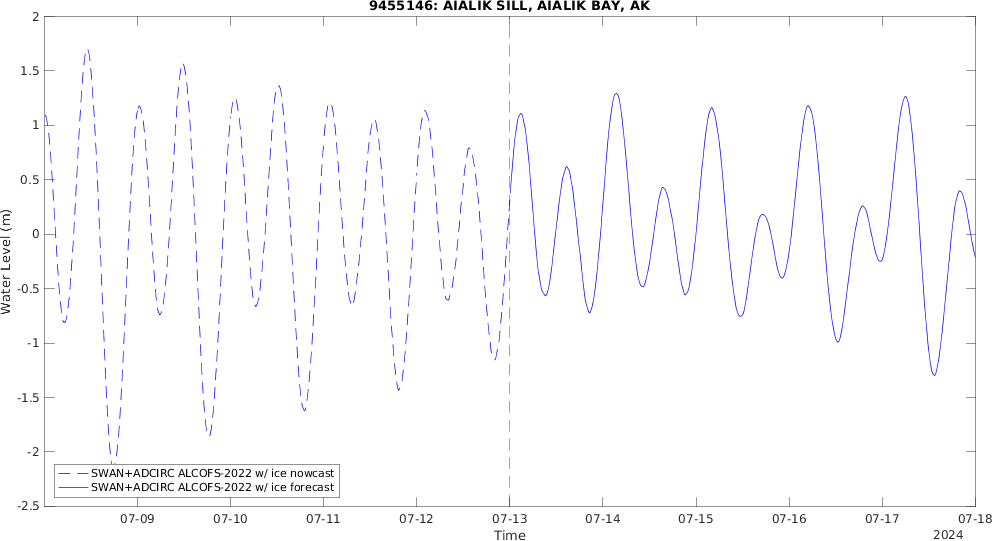 9455146: AIALIK SILL, AIALIK BAY, AK
2
1.5
1
0.5
0
-0.5
-1
-1.5
-2
-2.5
Water Level (m)
SWAN+ADCIRC ALCOFS-2022 w/ ice nowcast
SWAN+ADCIRC ALCOFS-2022 w/ ice forecast
07-09 07-10 07-11 07-12 07-13 07-14 07-15 07-16 07-17 07-18
Time
2024